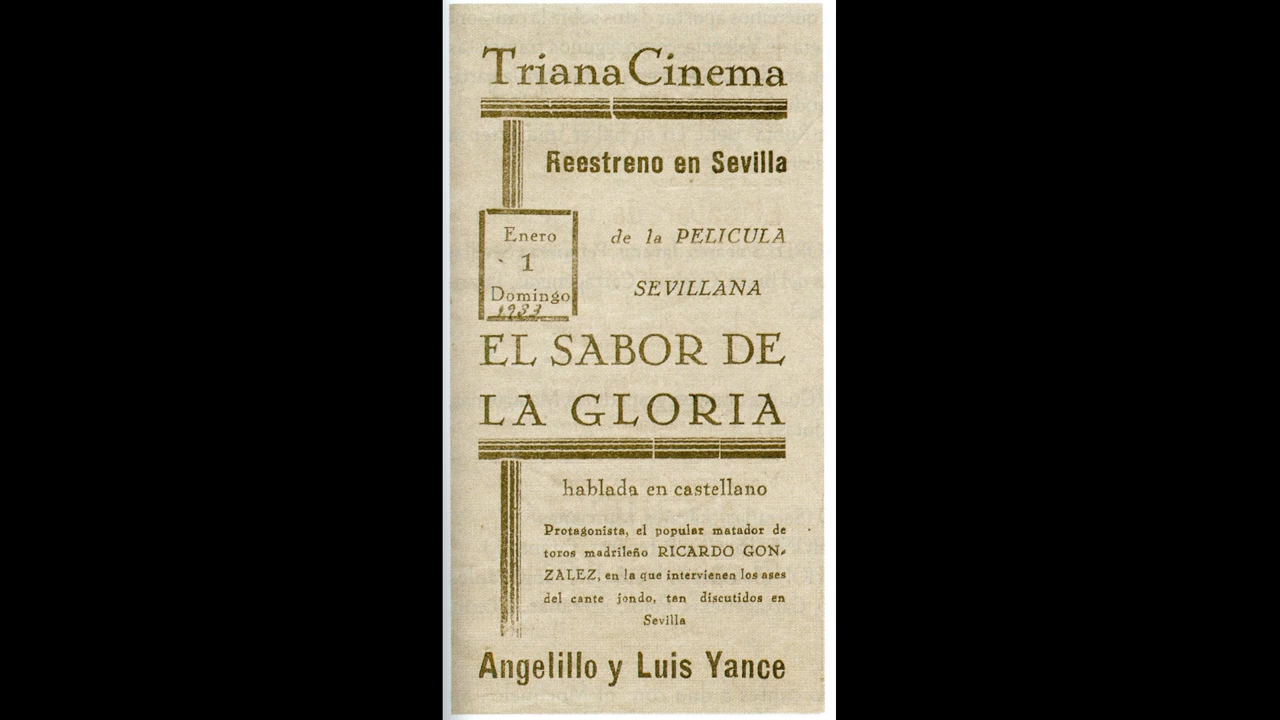 Triana Cinema
Reestreno en Sevilla
Enero
1
Domingo
1933
de la PELICULA
SEVILLANA
EL SABOR DE
LA GLORIA
hablada en castellano
Protagonista, el popular matador de
toros madrileño RICARDO GON-
ZALEZ, en la que intervienen los ases
del cante jondo, tan discutidos en
Sevilla
Angelillo y Luis Yance